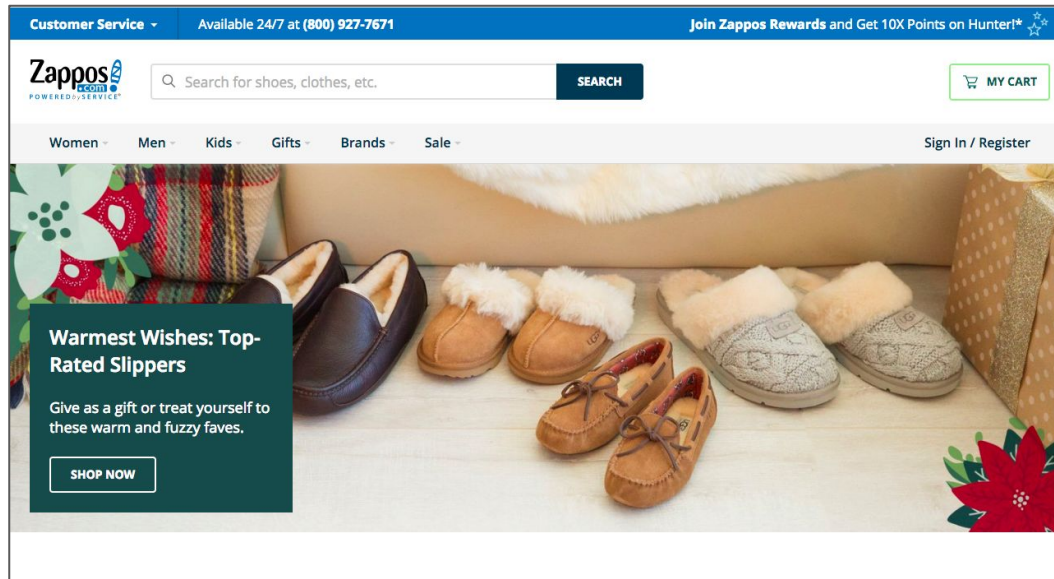 Customer Service
Available 24/7 at (800) 927-7671
Join Zappos Rewards and Get 10X Points on Hunter!*
Zappos
.com
POWERED by SERVICE®
Search for shoes, clothes, etc.
SEARCH
MY CART
Women
Men
Kids
Gifts
Brands
Sale
Sign In / Register
Warmest Wishes: Top-
Rated Slippers
Give as a gift or treat yourself to
these warm and fuzzy faves.
SHOP NOW
UGG
UGG
UGG